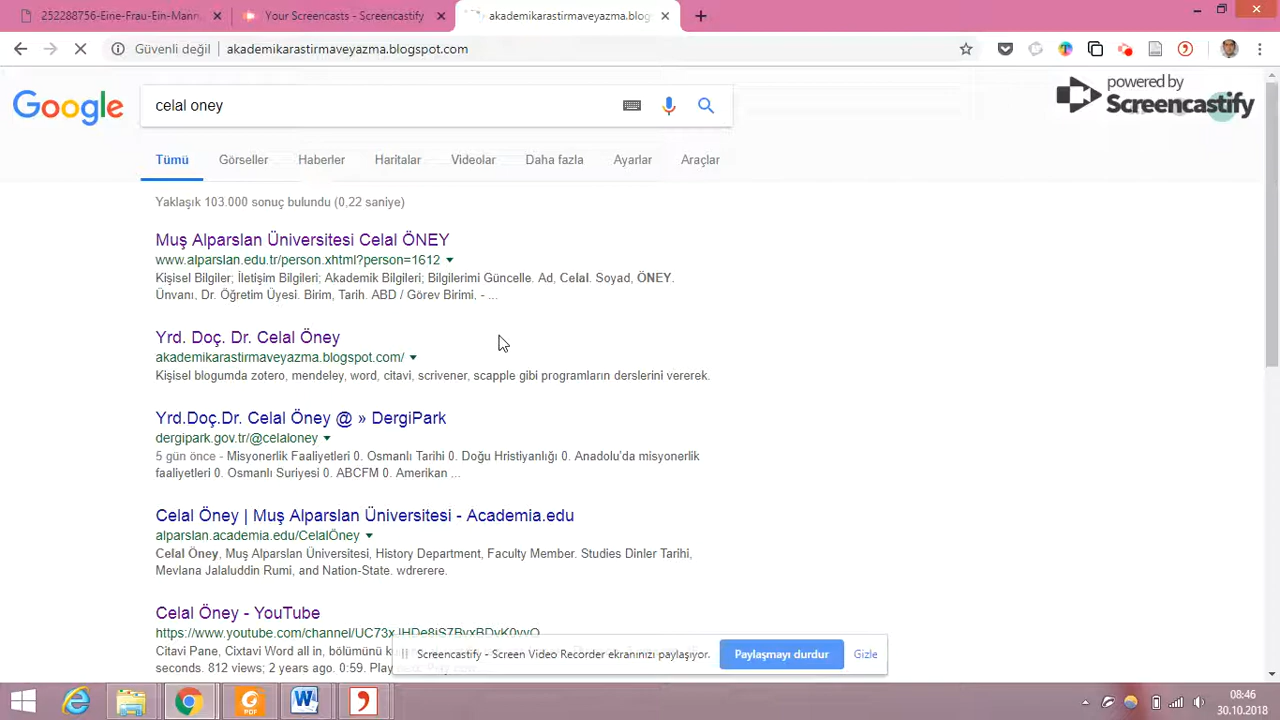 252288756-Eine-Frau-Ein-Mann
Your Screencasts - Screencastify
akademikarastirmaveyazma.blog
Güvenli değil
akademikarastirmaveyazma.blogspot.com
powered by
Screencastify
Google
celal oney
Tümü Görseller Haberler Haritalar Videolar Daha fazla Ayarlar Araçlar
Yaklaşık 103.000 sonuç bulundu (0,22 saniye)
Muş Alparslan Üniversitesi Celal ÖNEY
www.alparslan.edu.tr/person.xhtml?person=1612
Kişisel Bilgiler; İletişim Bilgileri; Akademik Bilgileri; Bilgilerimi Güncelle. Ad, Celal. Soyad, ÖNEY.
Ünvanı, Dr. Öğretim Üyesi. Birim, Tarih. ABD / Görev Birimi, - ...
Yrd. Doç. Dr. Celal Öney
akademikarastirmaveyazma.blogspot.com/
Kişisel blogumda zotero, mendeley, word, citavi, scrivener, scapple gibi programların derslerini vererek.
Yrd.Doç.Dr. Celal Öney @ » DergiPark
dergipark.gov.tr/@celaloney
5 gün önce - Misyonerlik Faaliyetleri 0. Osmanlı Tarihi 0. Doğu Hristiyanlığı 0. Anadolu'da misyonerlik
faaliyetleri 0. Osmanlı Suriyesi 0. ABCFM 0. Amerikan ...
Celal Öney | Muş Alparslan Üniversitesi - Academia.edu
alparslan.academia.edu/CelalÖney
Celal Öney, Muş Alparslan Üniversitesi, History Department, Faculty Member. Studies Dinler Tarihi,
Mevlana Jalaluddin Rumi, and Nation-State. wdrerere.
Celal Öney - YouTube
https://www.youtube.com/channel/
Citavi Pane, Cixtavi Word all in, bölümünü
seconds. 812 views; 2 years ago. 0:59.
Screencastify - Screen Video Recorder ekranınızı paylaşıyor.
Paylaşmayı durdur
Gizle
PDF
08:46
30.10.2018